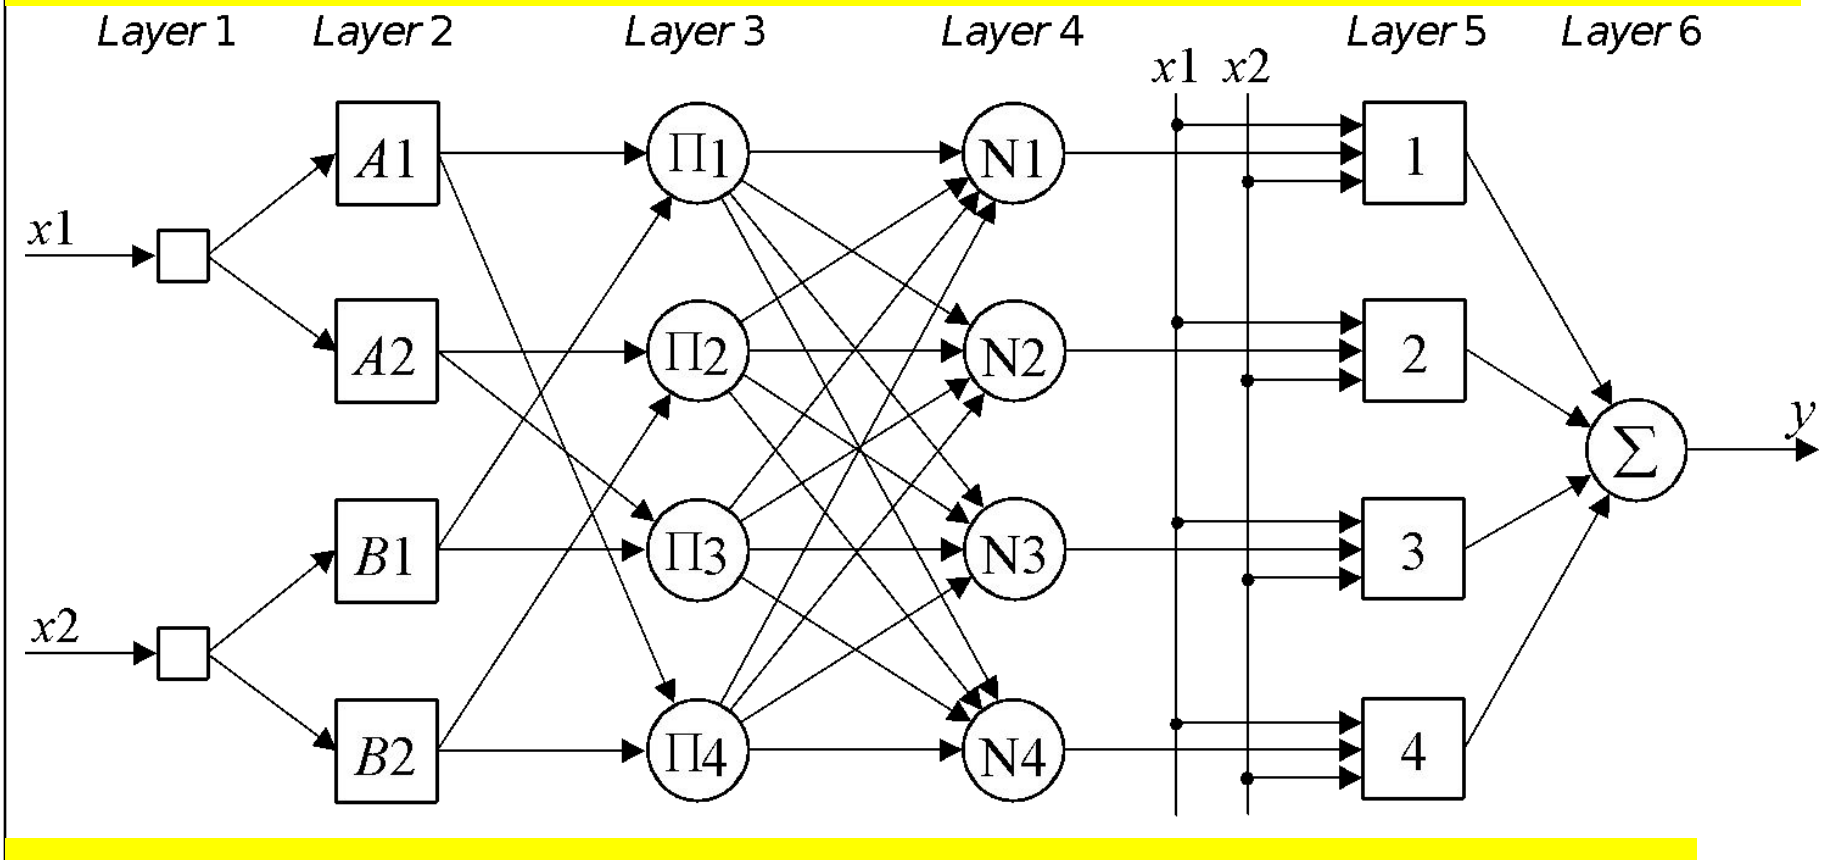 Layer 1 Layer 2 Layer 3 Layer 4 Layer 5 Layer 6
x1 x2
A1 Π1 N1 1
x1
A2 Π2 N2 2
y
Σ
B1 Π3 N3 3
x2
B2 Π4 N4 4